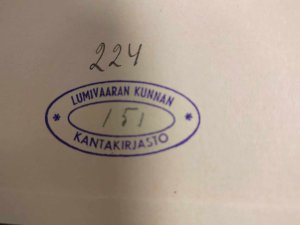 224
LUMIVAARAN KUNNAN
151
KANTAKIRJASTO